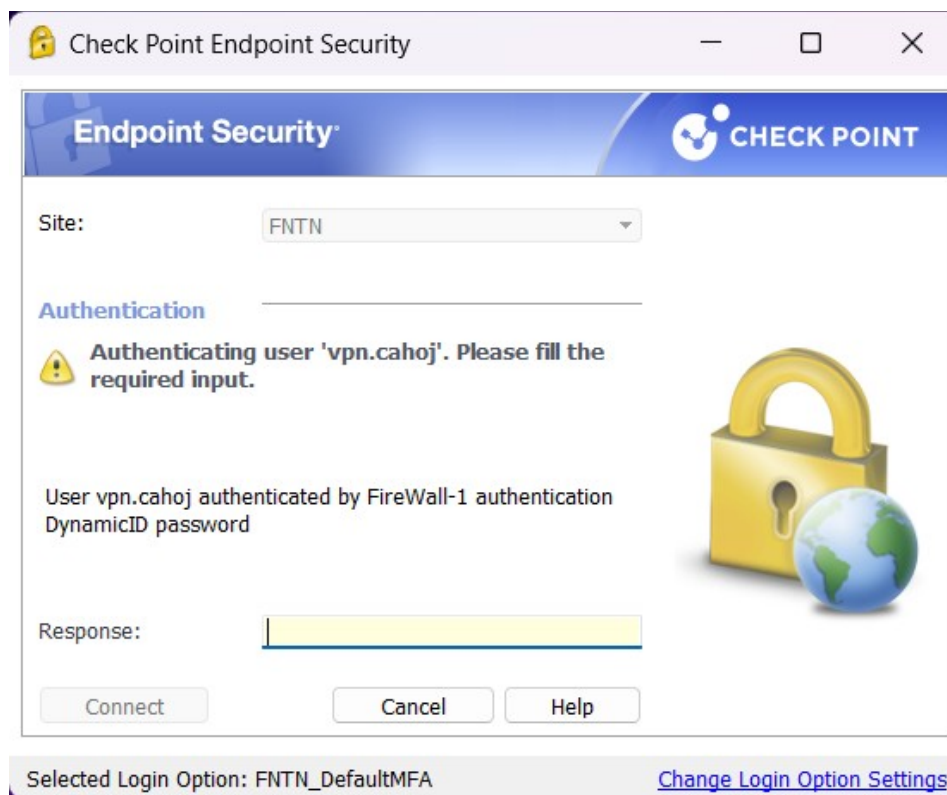 Check Point Endpoint Security
Endpoint Security
CHECK POINT
Site:
FNTN
Authentication
Authenticating user 'vpn.cahoj'. Please fill the
required input.
User vpn.cahoj authenticated by FireWall-1 authentication
DynamicID password
Response:
Connect
Cancel
Help
Selected Login Option: FNTN_DefaultMFA
Change Login Option Settings